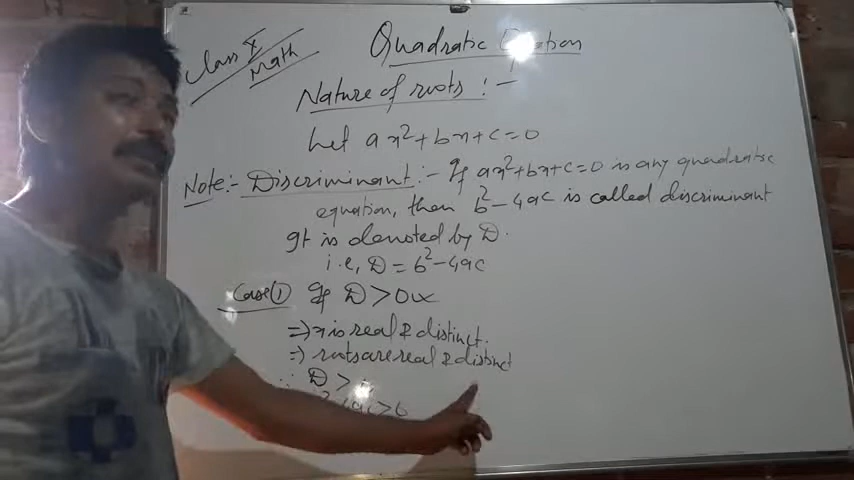 Class X
Math
Quadratic Equation
Nature of roots : -
Let ax²+bx+c=0
Note:- Discriminant:- If ax²+bx+c=0 is any quadratic
equation, then b²-4ac is called discriminant
It is denoted by D.
i.e, D = b²-4ac
Case ① If D>0
=> x is real & distinct.
=> roots are real & distinct
∴ D >